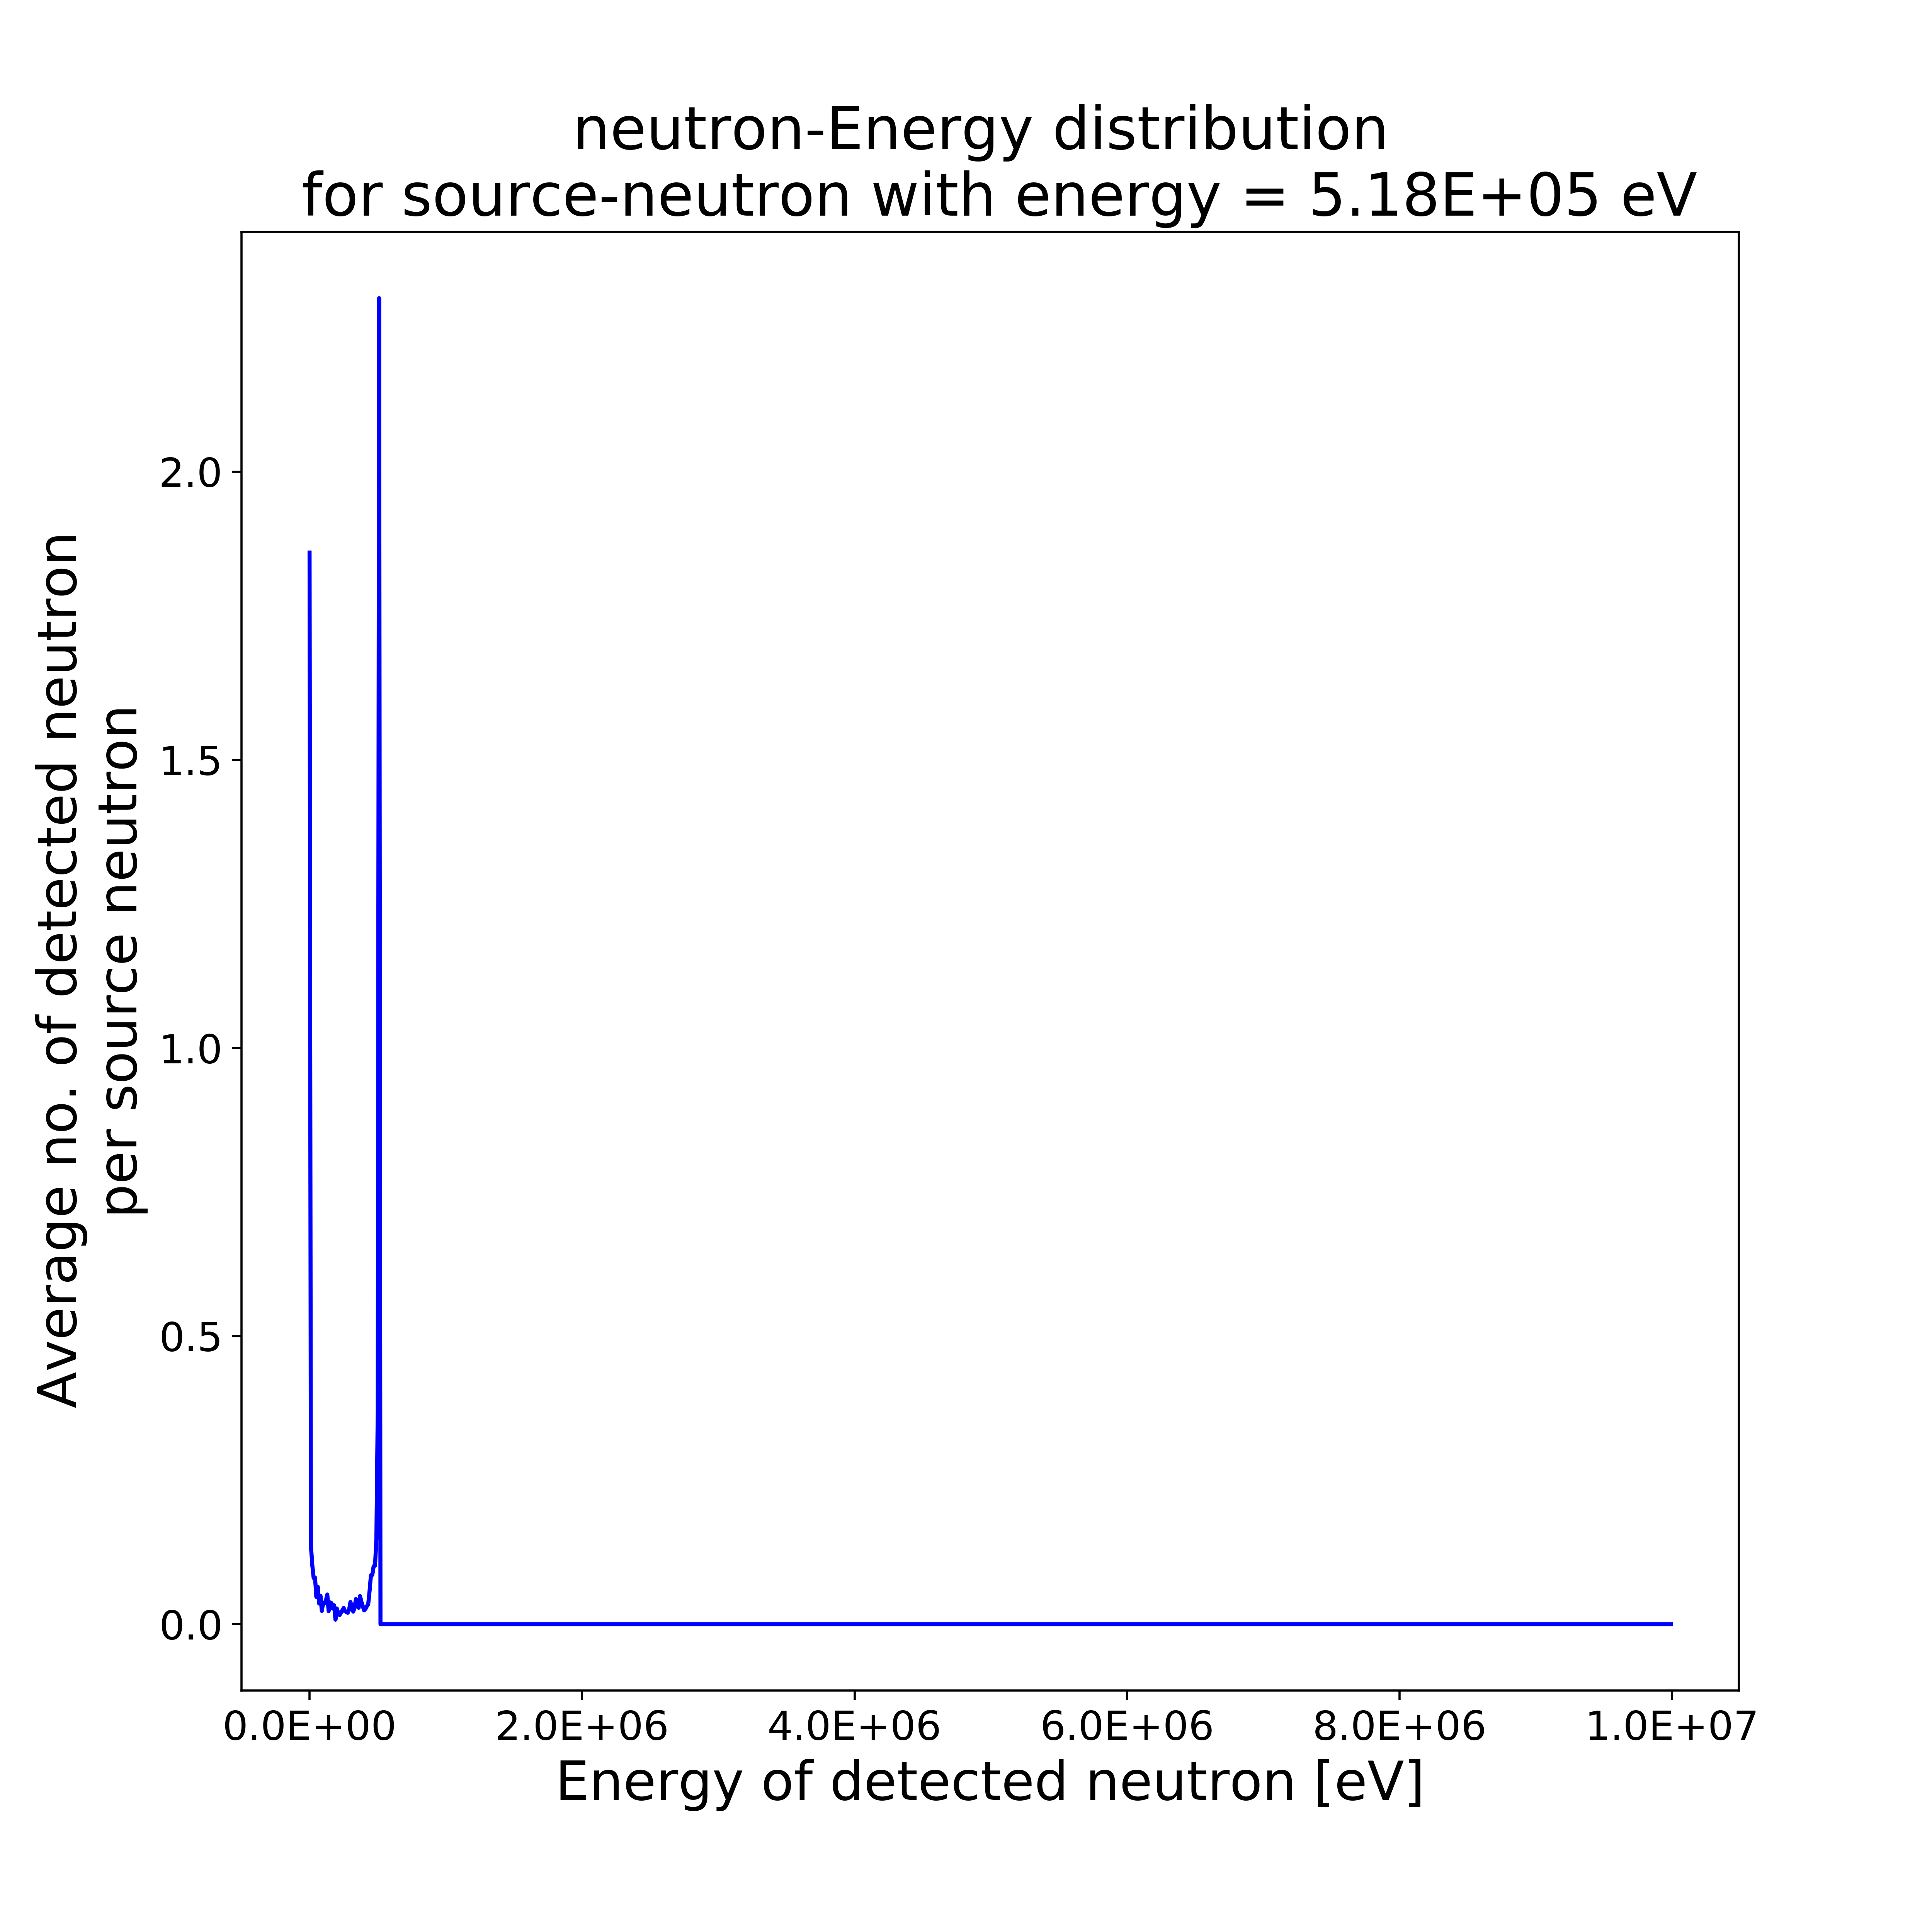 neutron-Energy distribution
for source-neutron with energy = 5.18E+05 eV
Average no. of detected neutron
per source neutron
2.0
1.5
1.0
0.5
0.0
0.0E+00 2.0E+06 4.0E+06 6.0E+06 8.0E+06 1.0E+07
Energy of detected neutron [eV]